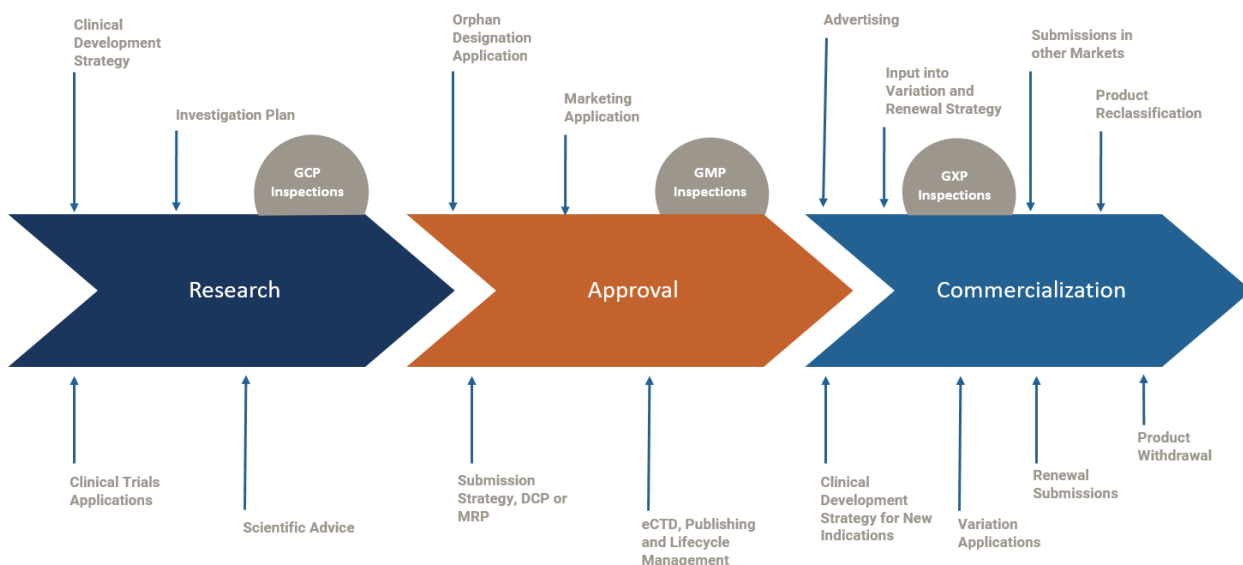 Clinical
Development
Strategy
Investigation Plan
GCP
Inspections
Orphan
Designation
Application
Marketing
Application
GMP
Inspections
Advertising
Input into
Variation and
Renewal Strategy
GXP
Inspections
Submissions in
other Markets
Product
Reclassification
Research
Approval
Commercialization
Clinical Trials
Applications
Scientific Advice
Submission
Strategy, DCP or
MRP
eCTD, Publishing
and Lifecycle
Management
Clinical
Development
Strategy for New
Indications
Variation
Applications
Renewal
Submissions
Product
Withdrawal